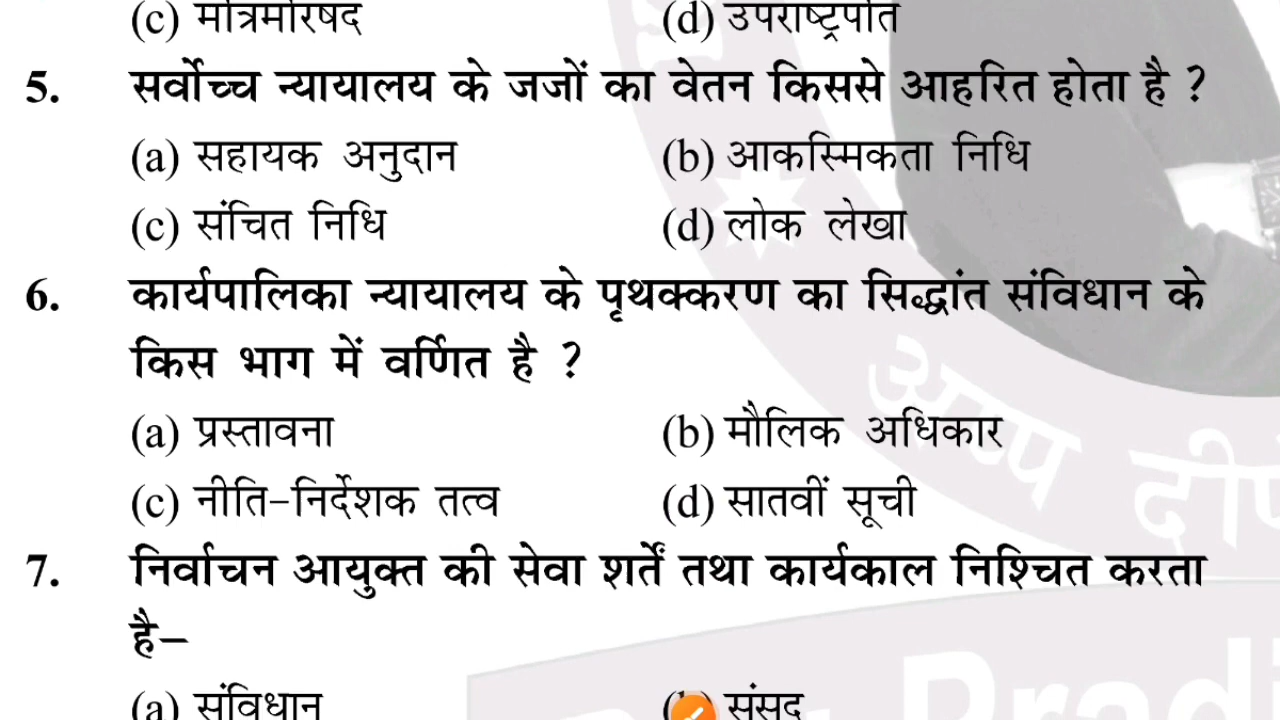 (c) मंत्रिमंरिषद (d) उपराष्ट्रपति
5. सर्वोच्च न्यायालय के जजों का वेतन किससे आहरित होता है ?
(a) सहायक अनुदान (b) आकस्मिकता निधि
(c) संचित निधि (d) लोक लेखा
6. कार्यपालिका न्यायालय के पृथक्करण का सिद्धांत संविधान के
किस भाग में वर्णित है ?
(a) प्रस्तावना (b) मौलिक अधिकार
(c) नीति-निर्देशक तत्व (d) सातवीं सूची
7. निर्वाचन आयुक्त की सेवा शर्तें तथा कार्यकाल निश्चित करता
है–
(a) संविधान (b) संसद
अप्प दीप